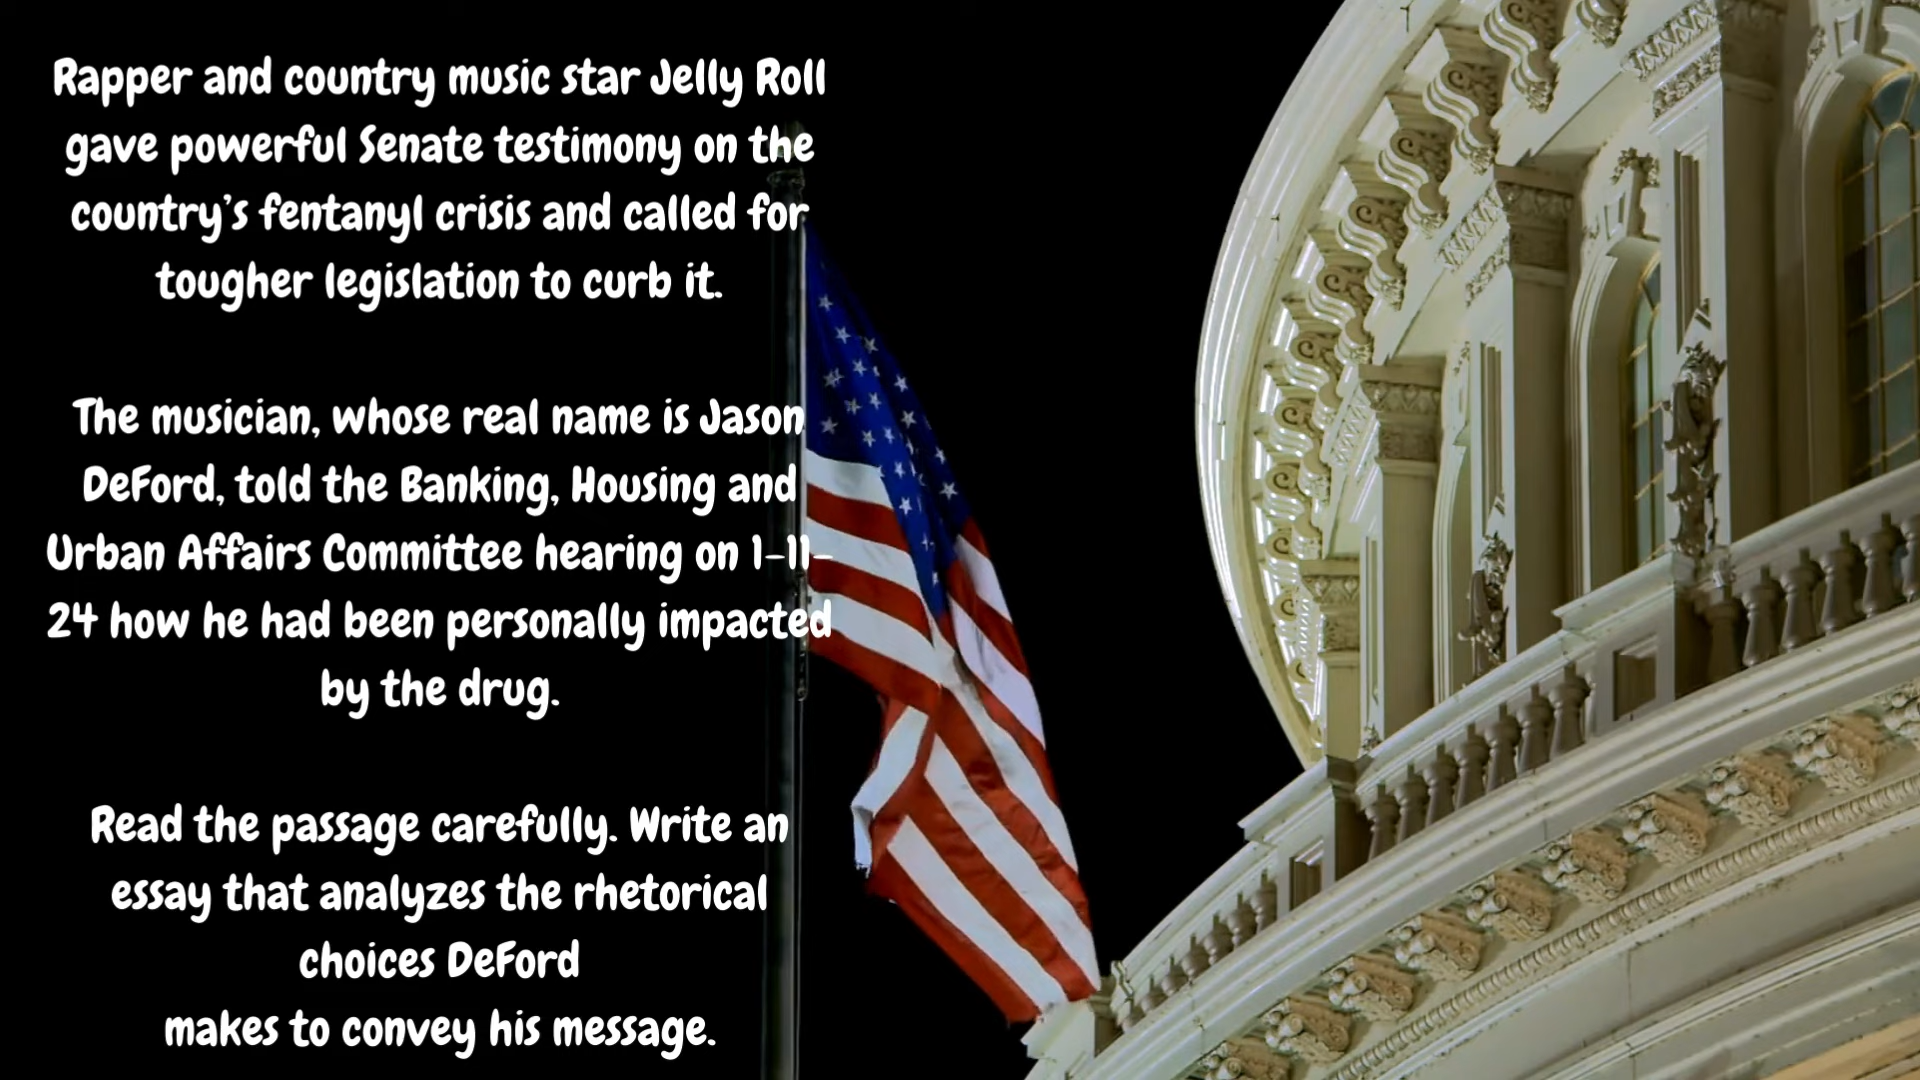 Rapper and country music star Jelly Roll
gave powerful Senate testimony on the
country's fentanyl crisis and called for
tougher legislation to curb it.
The musician, whose real name is Jason
DeFord, told the Banking, Housing and
Urban Affairs Committee hearing on 1-11-
24 how he had been personally impacted
by the drug.
Read the passage carefully. Write an
essay that analyzes the rhetorical
choices DeFord
makes to convey his message.